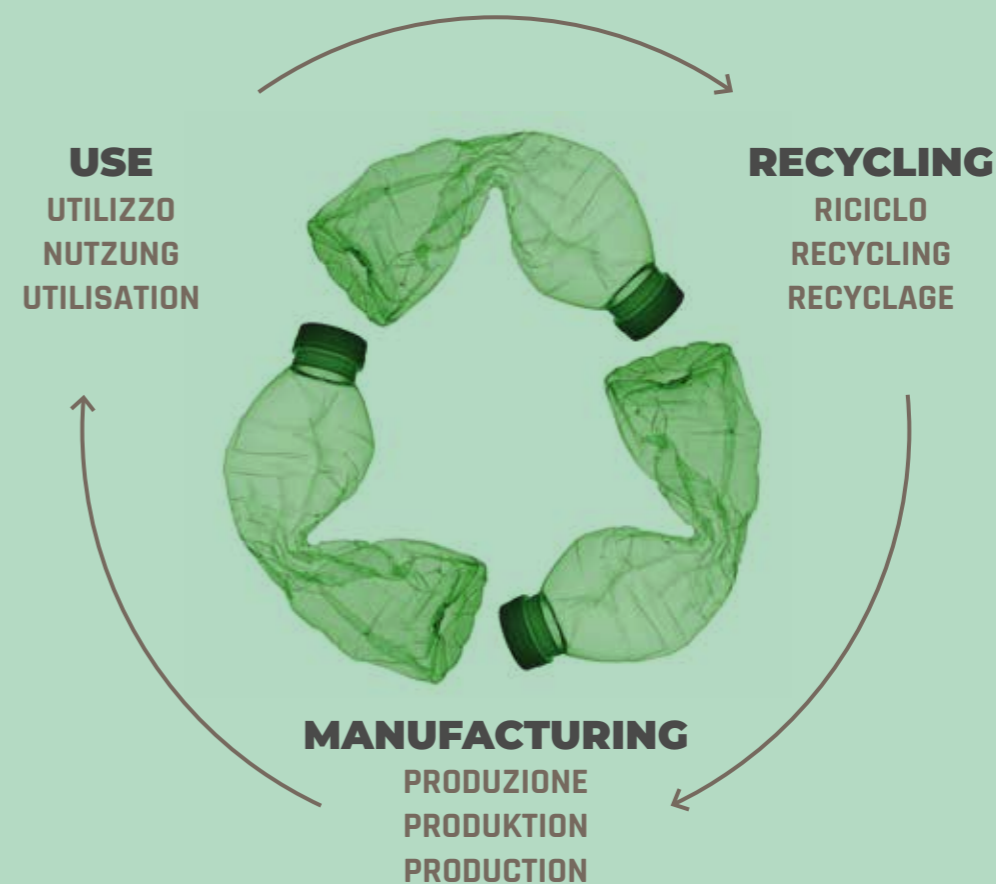 USE
UTILIZZO
NUTZUNG
UTILISATION
RECYCLING
RICICLO
RECYCLING
RECYCLAGE
MANUFACTURING
PRODUZIONE
PRODUKTION
PRODUCTION